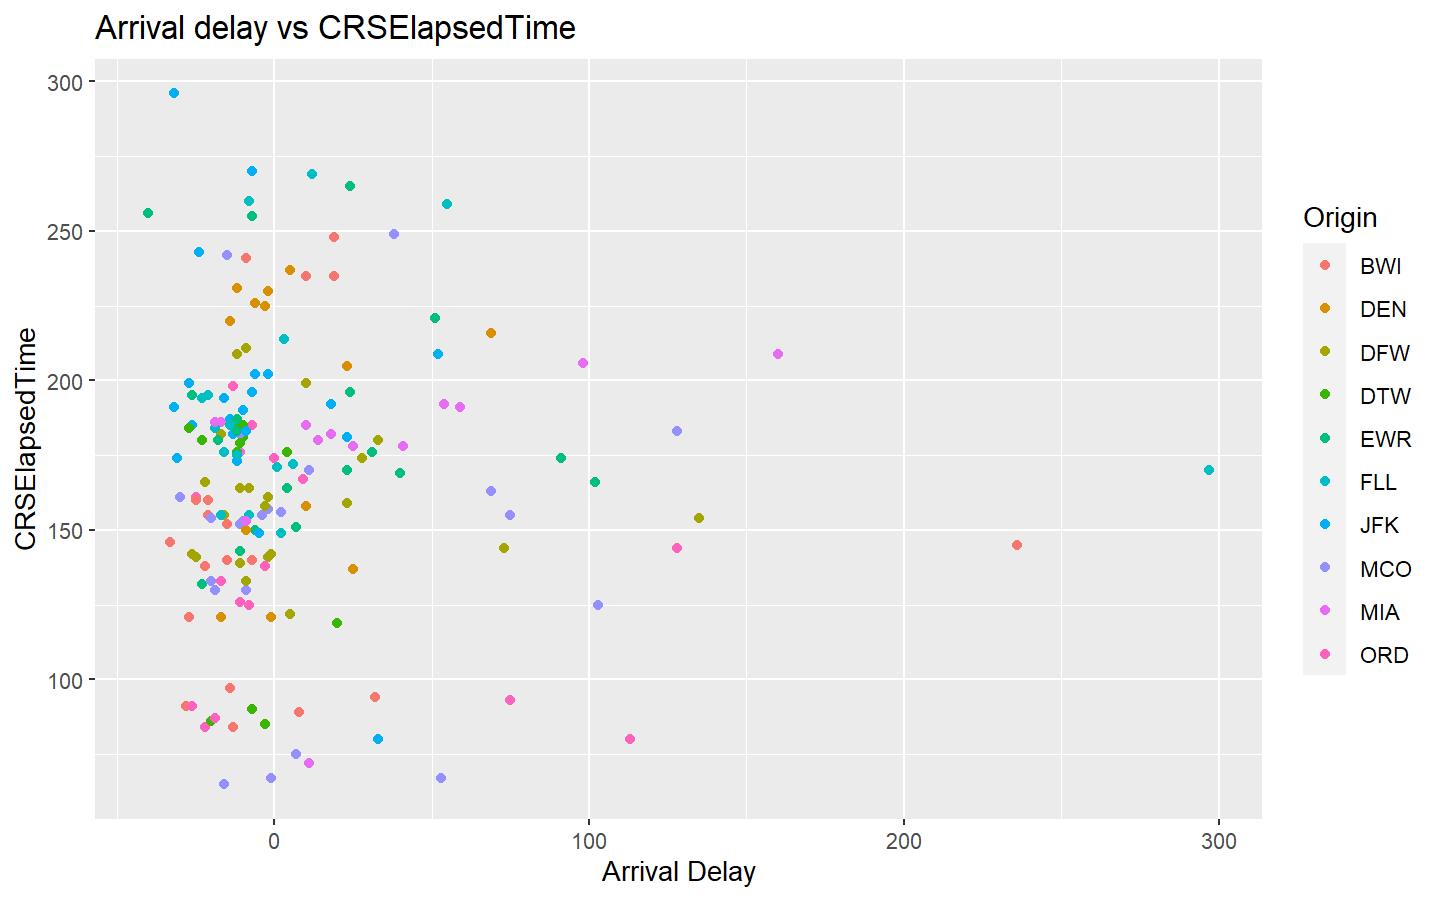 Arrival delay vs CRSElapsedTime
300
250
200
150
100
CRSElapsedTime
0
100
200
300
Arrival Delay
Origin
BWI
DEN
DFW
DTW
EWR
FLL
JFK
MCO
MIA
ORD